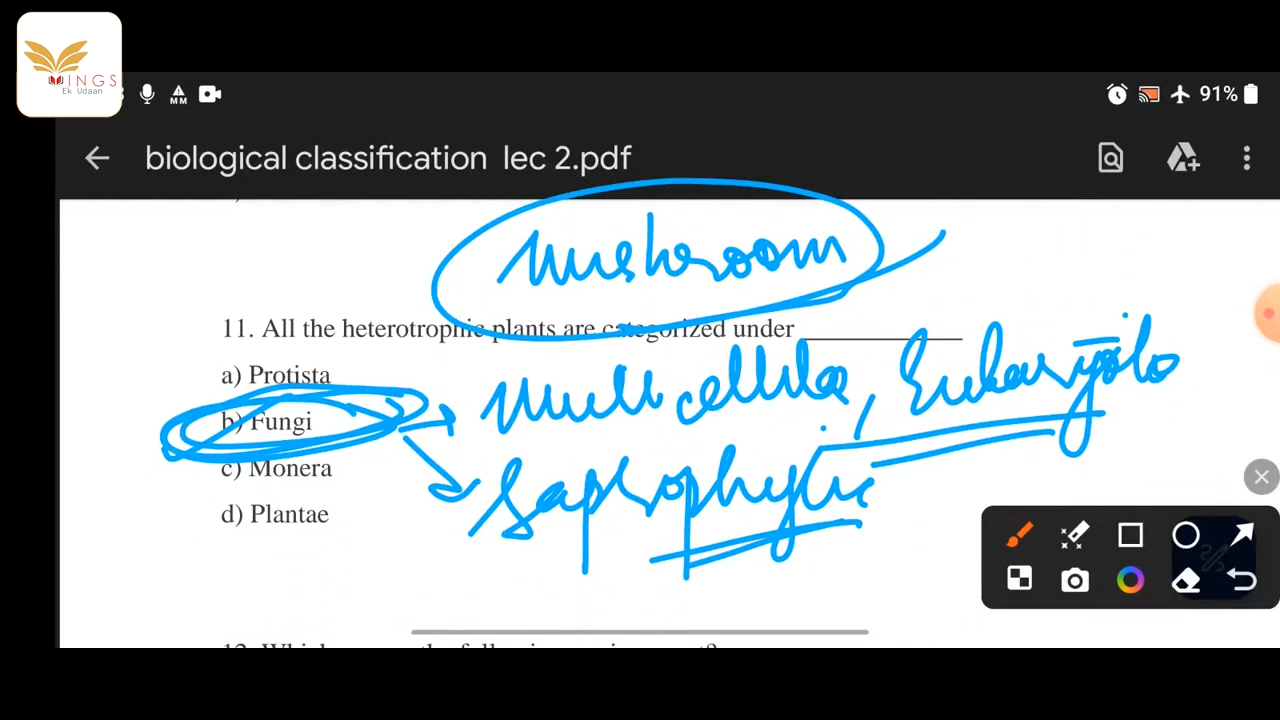 WINGS
Ek Udaan
MM
91%
biological classification lec 2.pdf
Mushroom
11. All the heterotrophic plants are categorized under ____________
a) Protista
Multicellular, Eukaryotic
b) Fungi
c) Monera
Saprophytic
d) Plantae